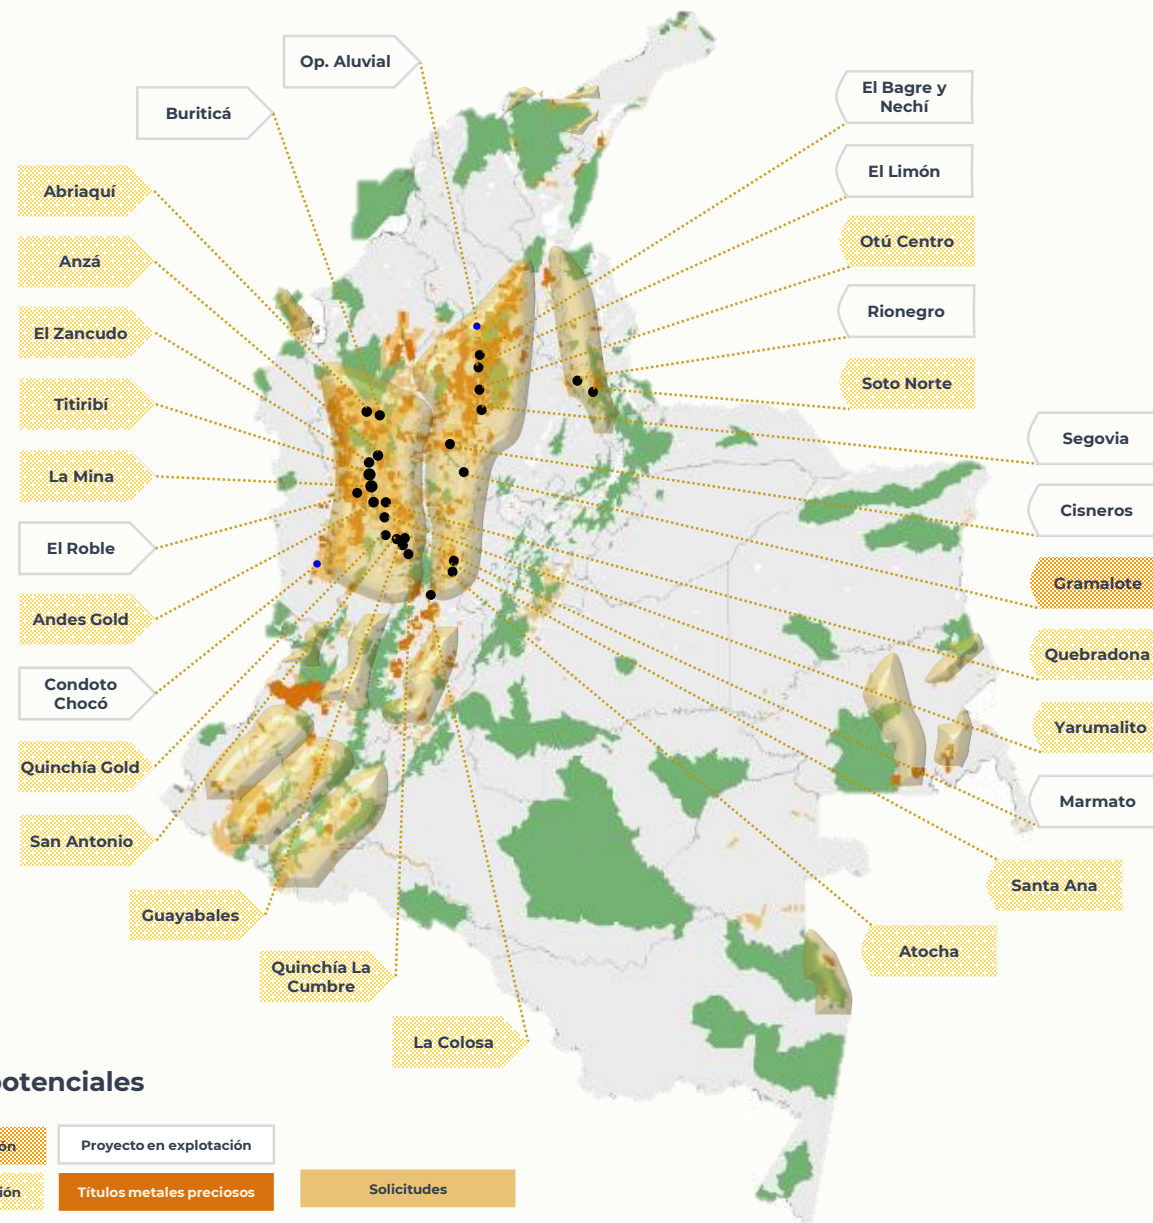 Op. Aluvial
Buriticá
El Bagre y
Nechí
El Limón
Abriaquí
Otú Centro
Anzá
Rionegro
El Zancudo
Soto Norte
Titiribí
Segovia
La Mina
Cisneros
El Roble
Gramalote
Andes Gold
Quebradona
Condoto
Chocó
Yarumalito
Quinchía Gold
Marmato
San Antonio
Santa Ana
Guayabales
Atocha
Quinchía La
Cumbre
La Colosa
otenciales
ón
Proyecto en explotación
ión
Títulos metales preciosos
Solicitudes